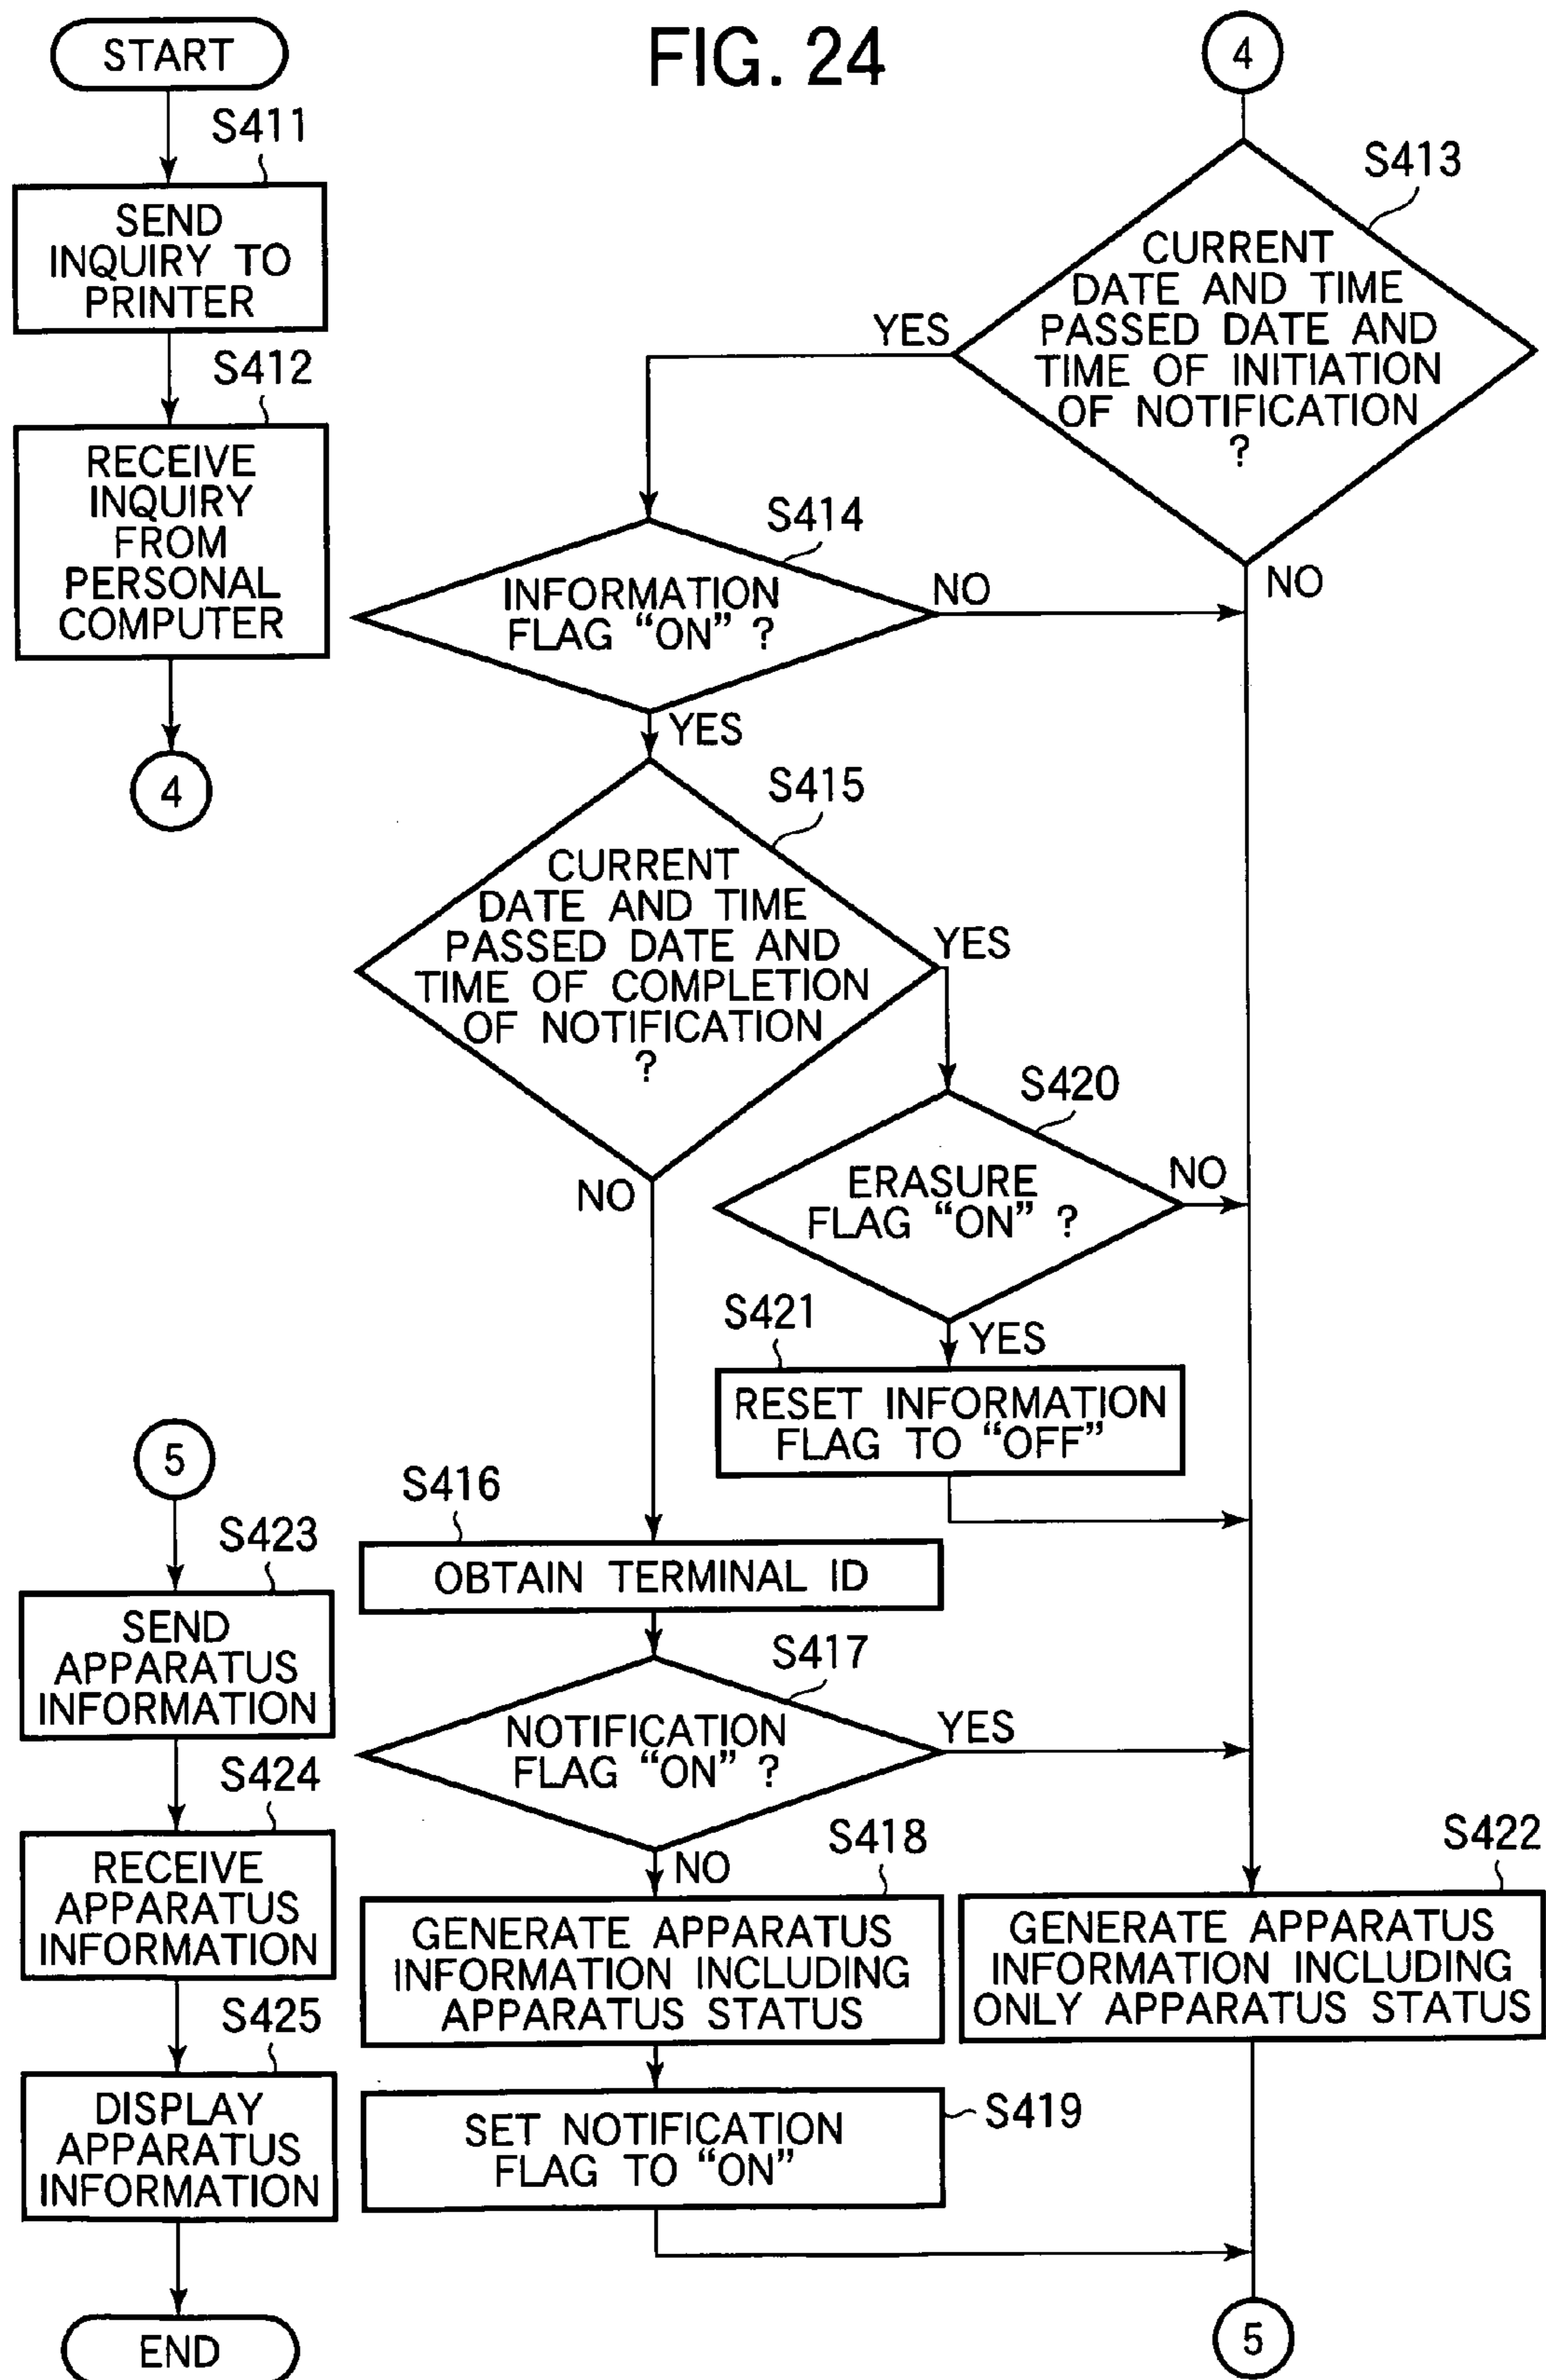 FIG. 24
START
S411
SEND
INQUIRY TO
PRINTER
S412
RECEIVE
INQUIRY
FROM
PERSONAL
COMPUTER
4
4
S413
CURRENT
DATE AND TIME
PASSED DATE AND
TIME OF INITIATION
OF NOTIFICATION
?
YES
NO
S414
INFORMATION
FLAG “ON” ?
NO
YES
S415
CURRENT
DATE AND TIME
PASSED DATE AND
TIME OF COMPLETION
OF NOTIFICATION
?
YES
NO
S420
ERASURE
FLAG “ON” ?
NO
YES
S421
RESET INFORMATION
FLAG TO “OFF”
S416
OBTAIN TERMINAL ID
S417
NOTIFICATION
FLAG “ON” ?
YES
NO
S418
GENERATE APPARATUS
INFORMATION INCLUDING
APPARATUS STATUS
S419
SET NOTIFICATION
FLAG TO “ON”
S422
GENERATE APPARATUS
INFORMATION INCLUDING
ONLY APPARATUS STATUS
5
5
S423
SEND
APPARATUS
INFORMATION
S424
RECEIVE
APPARATUS
INFORMATION
S425
DISPLAY
APPARATUS
INFORMATION
END